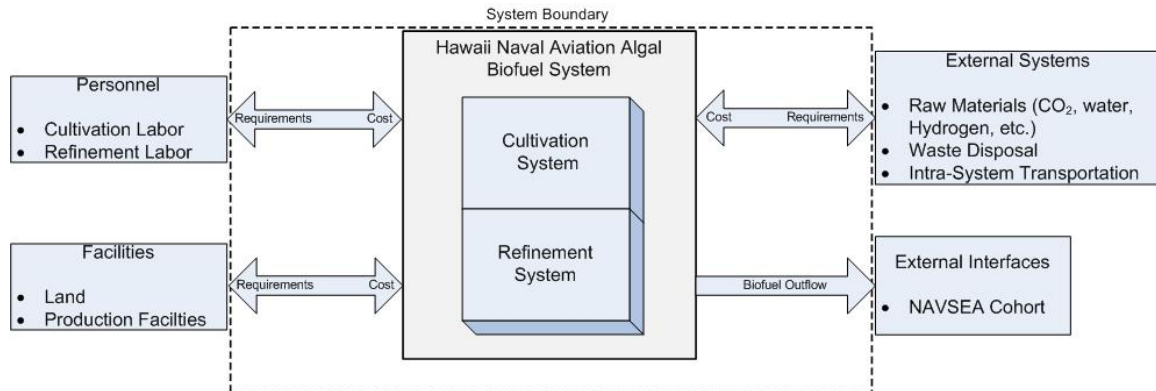 System Boundary
Hawaii Naval Aviation Algal
Biofuel System
Personnel
• Cultivation Labor
• Refinement Labor
Requirements
Cost
Cultivation
System
Cost
Requirements
External Systems
• Raw Materials (CO₂, water,
Hydrogen, etc.)
• Waste Disposal
• Intra-System Transportation
Facilities
• Land
• Production Facilties
Requirements
Cost
Refinement
System
Biofuel Outflow
External Interfaces
• NAVSEA Cohort